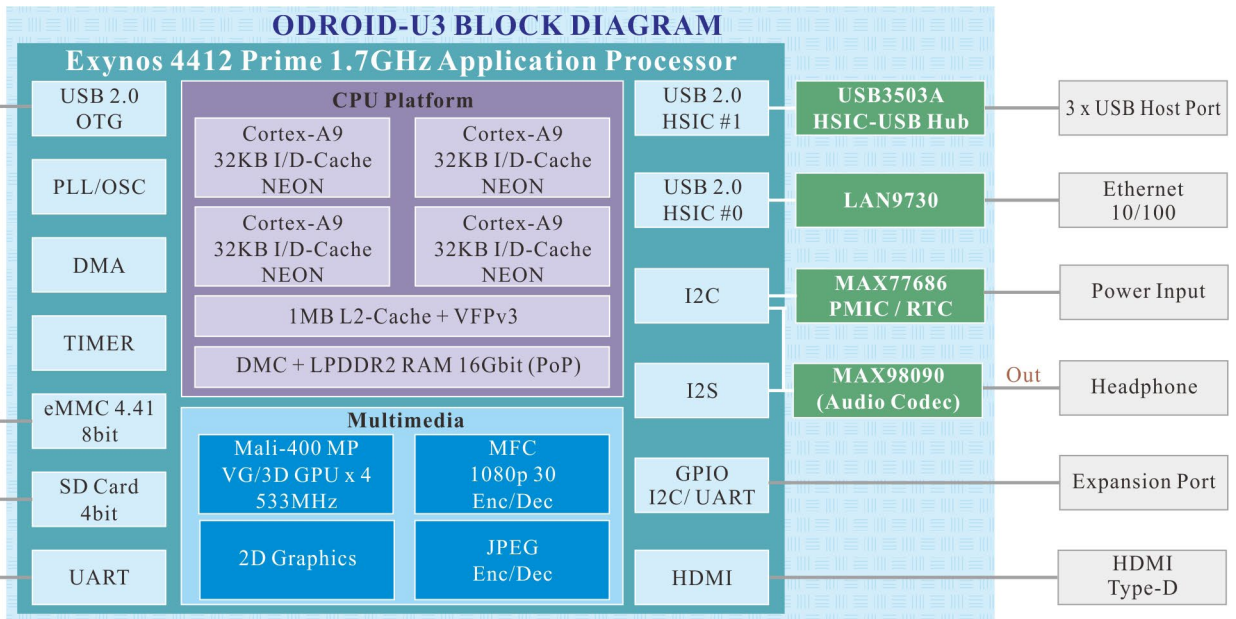 ODROID-U3 BLOCK DIAGRAM
Exynos 4412 Prime 1.7GHz Application Processor
USB 2.0
OTG
PLL/OSC
DMA
TIMER
eMMC 4.41
8bit
SD Card
4bit
UART
CPU Platform
Cortex-A9
32KB I/D-Cache
NEON
Cortex-A9
32KB I/D-Cache
NEON
Cortex-A9
32KB I/D-Cache
NEON
Cortex-A9
32KB I/D-Cache
NEON
1MB L2-Cache + VFPv3
DMC + LPDDR2 RAM 16Gbit (PoP)
Multimedia
Mali-400 MP
VG/3D GPU x 4
533MHz
MFC
1080p 30
Enc/Dec
2D Graphics
JPEG
Enc/Dec
USB 2.0
HSIC #1
USB 2.0
HSIC #0
I2C
I2S
GPIO
I2C/ UART
HDMI
USB3503A
HSIC-USB Hub
LAN9730
MAX77686
PMIC / RTC
MAX98090
(Audio Codec)
Out
3 x USB Host Port
Ethernet
10/100
Power Input
Headphone
Expansion Port
HDMI
Type-D